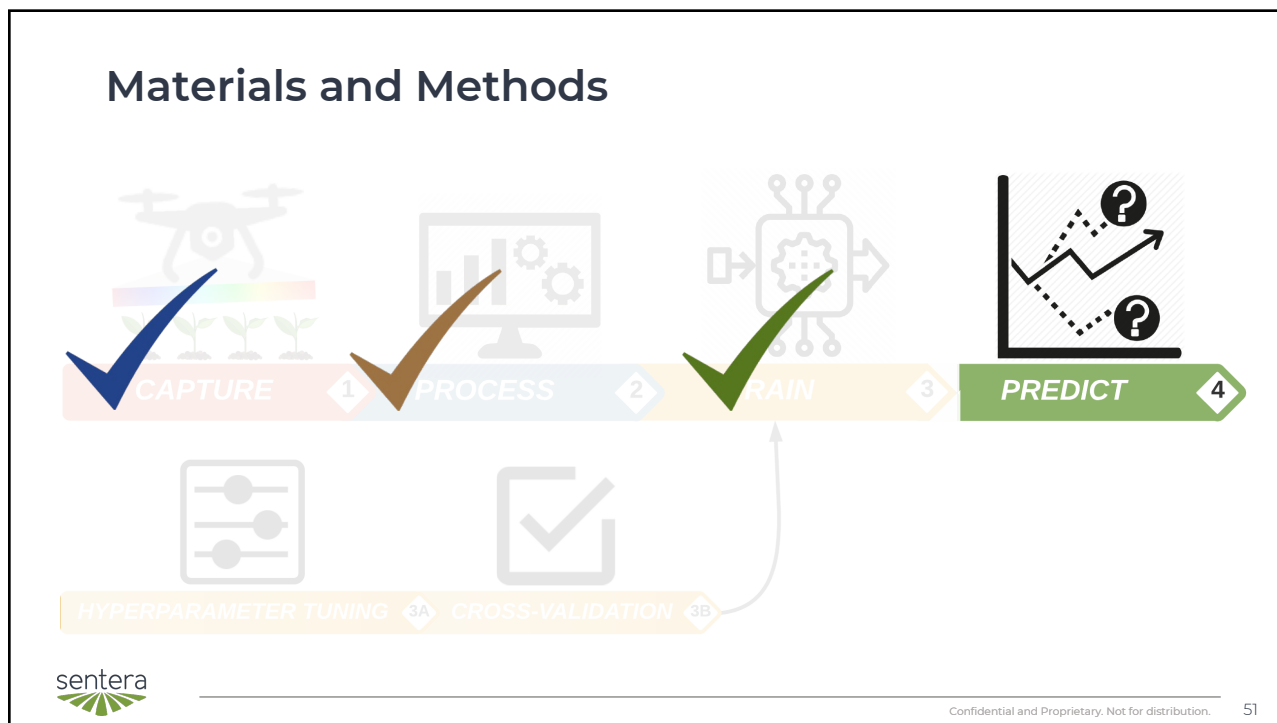 Materials and Methods
?
?
CAPTURE 1 PROCESS 2 RAIN 3 PREDICT 4
HYPERPARAMETER TUNING 3A CROSS-VALIDATION 3B
sentera
Confidential and Proprietary. Not for distribution. 51